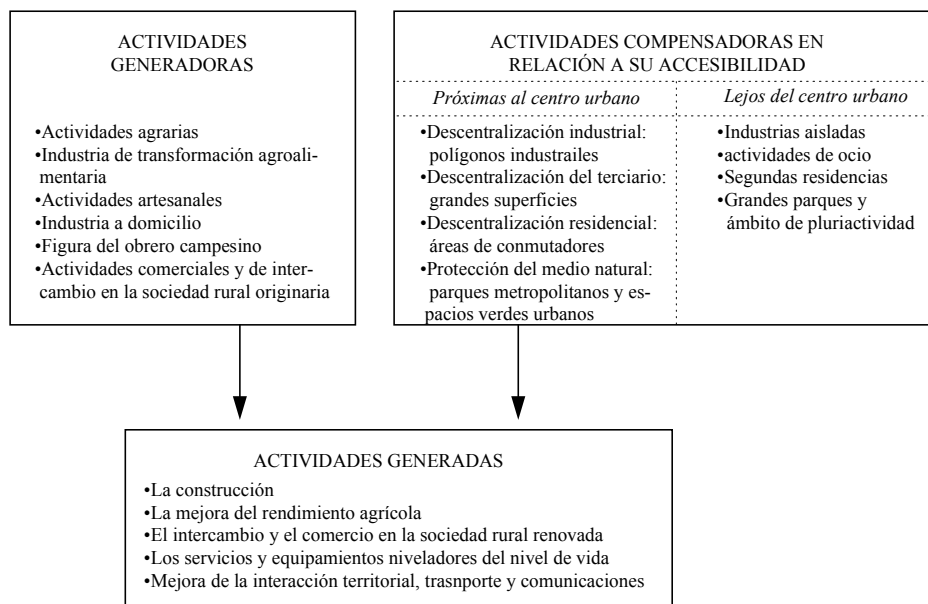 ACTIVIDADES
GENERADORAS
•Actividades agrarias
•Industria de transformación agroali-
mentaria
•Actividades artesanales
•Industria a domicilio
•Figura del obrero campesino
•Actividades comerciales y de inter-
cambio en la sociedad rural originaria
ACTIVIDADES COMPENSADORAS EN
RELACIÓN A SU ACCESIBILIDAD
Próximas al centro urbano
•Descentralización industrial:
polígonos industrailes
•Descentralización del terciario:
grandes superficies
•Descentralización residencial:
áreas de conmutadores
•Protección del medio natural:
parques metropolitanos y es-
pacios verdes urbanos
Lejos del centro urbano
•Industrias aisladas
•actividades de ocio
•Segundas residencias
•Grandes parques y
ámbito de pluriactividad
ACTIVIDADES GENERADAS
•La construcción
•La mejora del rendimiento agrícola
•El intercambio y el comercio en la sociedad rural renovada
•Los servicios y equipamientos niveladores del nivel de vida
•Mejora de la interacción territorial, trasnporte y comunicaciones